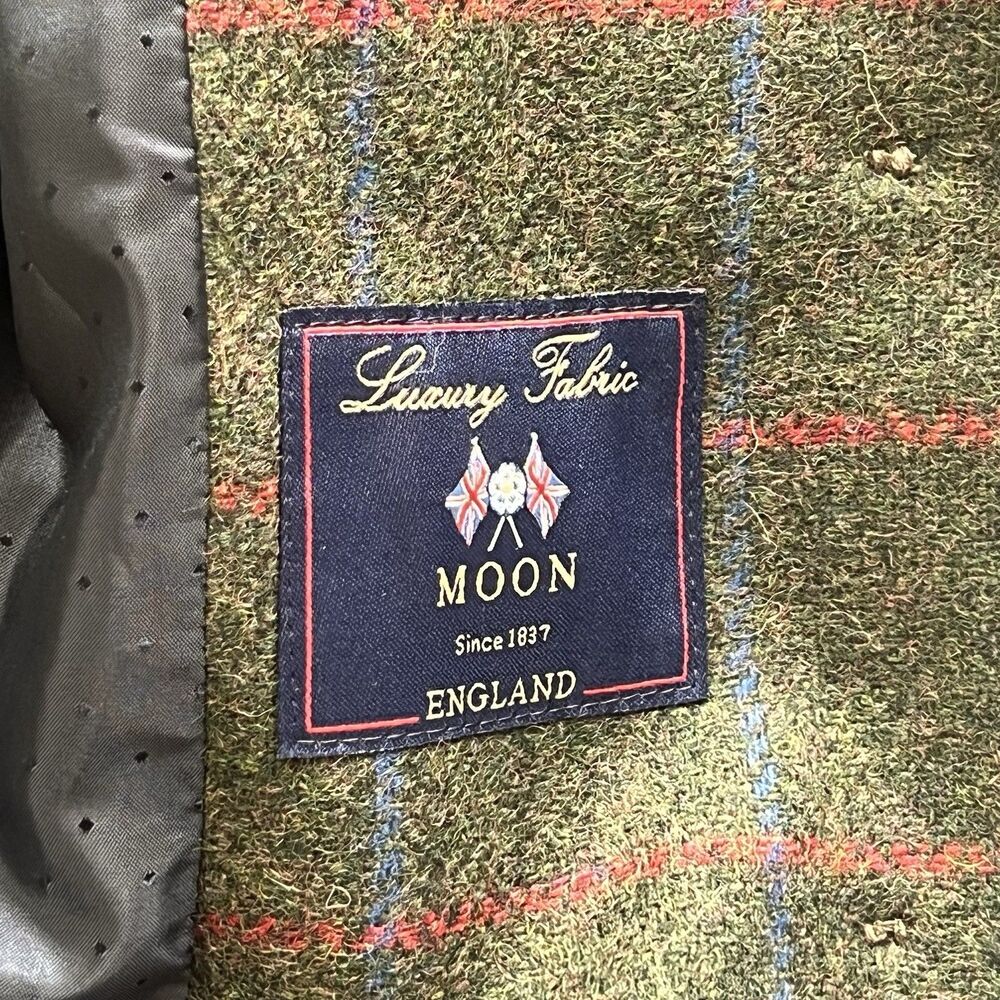 Luxury Fabric
MOON
Since 1837
ENGLAND